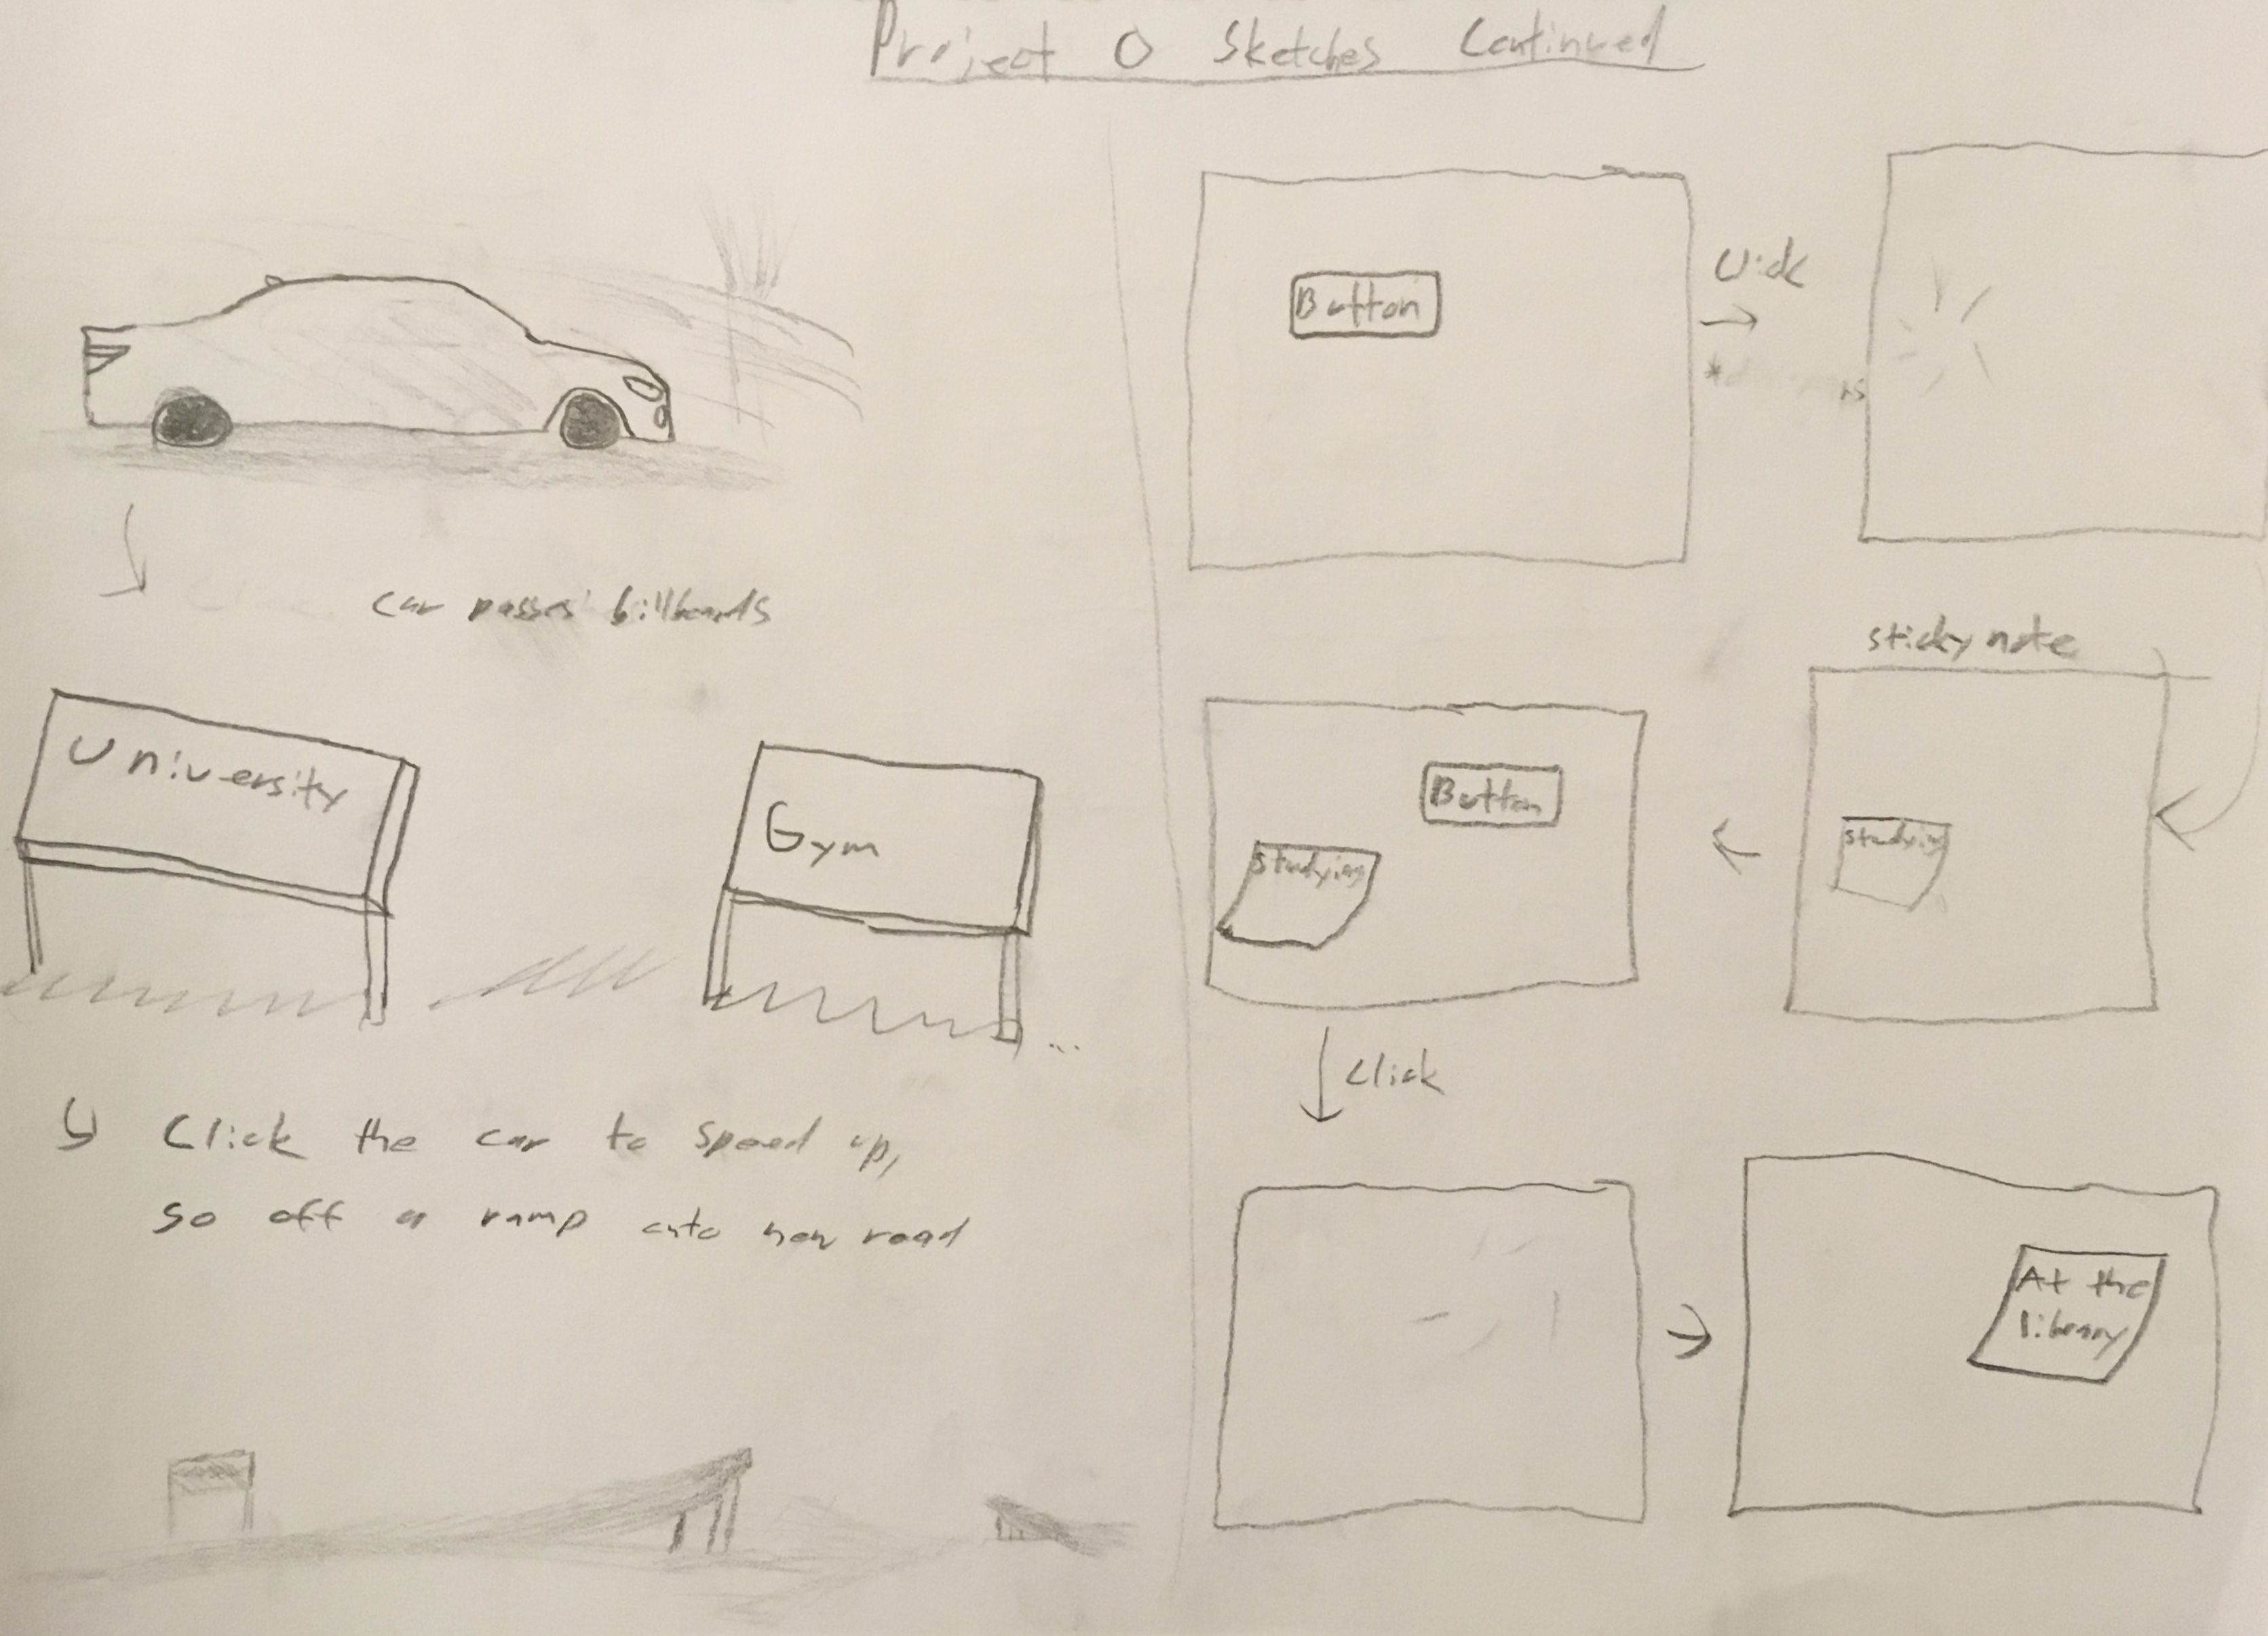 Project 0 Sketches Continued
car passes billboards
University
Gym
...
Click the car to speed up,
so off a ramp onto new road
Button
Click
sticky note
studying
Button
studying
Click
At the
library